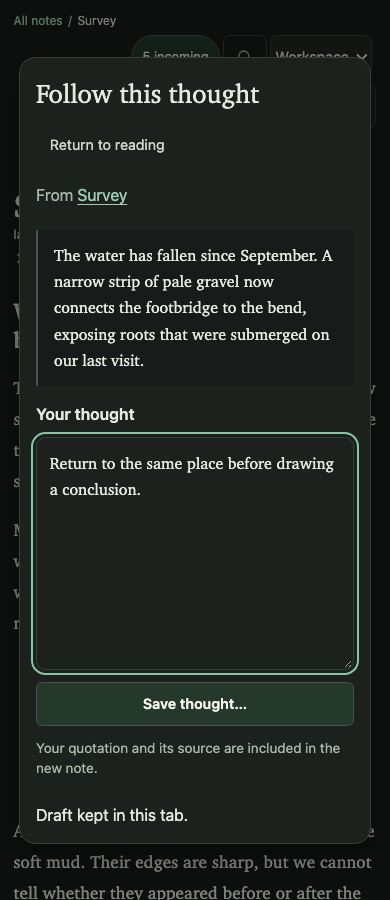 All notes / Survey
5 incoming
Workspace
Follow this thought
Return to reading
From Survey
The water has fallen since September. A
narrow strip of pale gravel now
connects the footbridge to the bend,
exposing roots that were submerged on
our last visit.
Your thought
Return to the same place before drawing
a conclusion.
Save thought...
Your quotation and its source are included in the
new note.
Draft kept in this tab.
soft mud. Their edges are sharp, but we cannot
tell whether they appeared before or after the